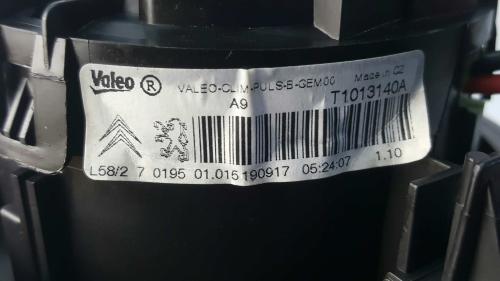 Valeo ® VALEO-CLIM-PULS-B-GEM.00 Made in CZ
A9 T1013140A
L58/2 7 0195 01.015190917 05:24:07 1.10